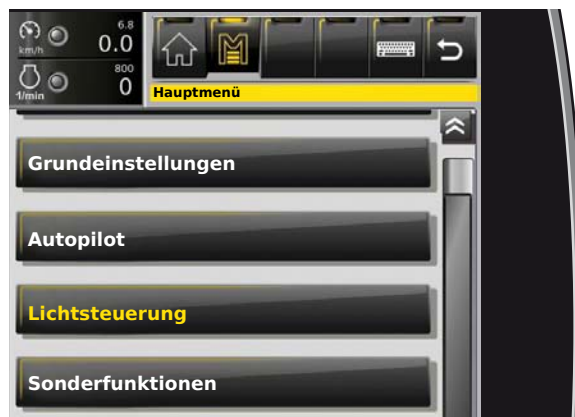 6.8
km/h 0.0
800
1/min 0
Hauptmenü
Grundeinstellungen
Autopilot
Lichtsteuerung
Sonderfunktionen